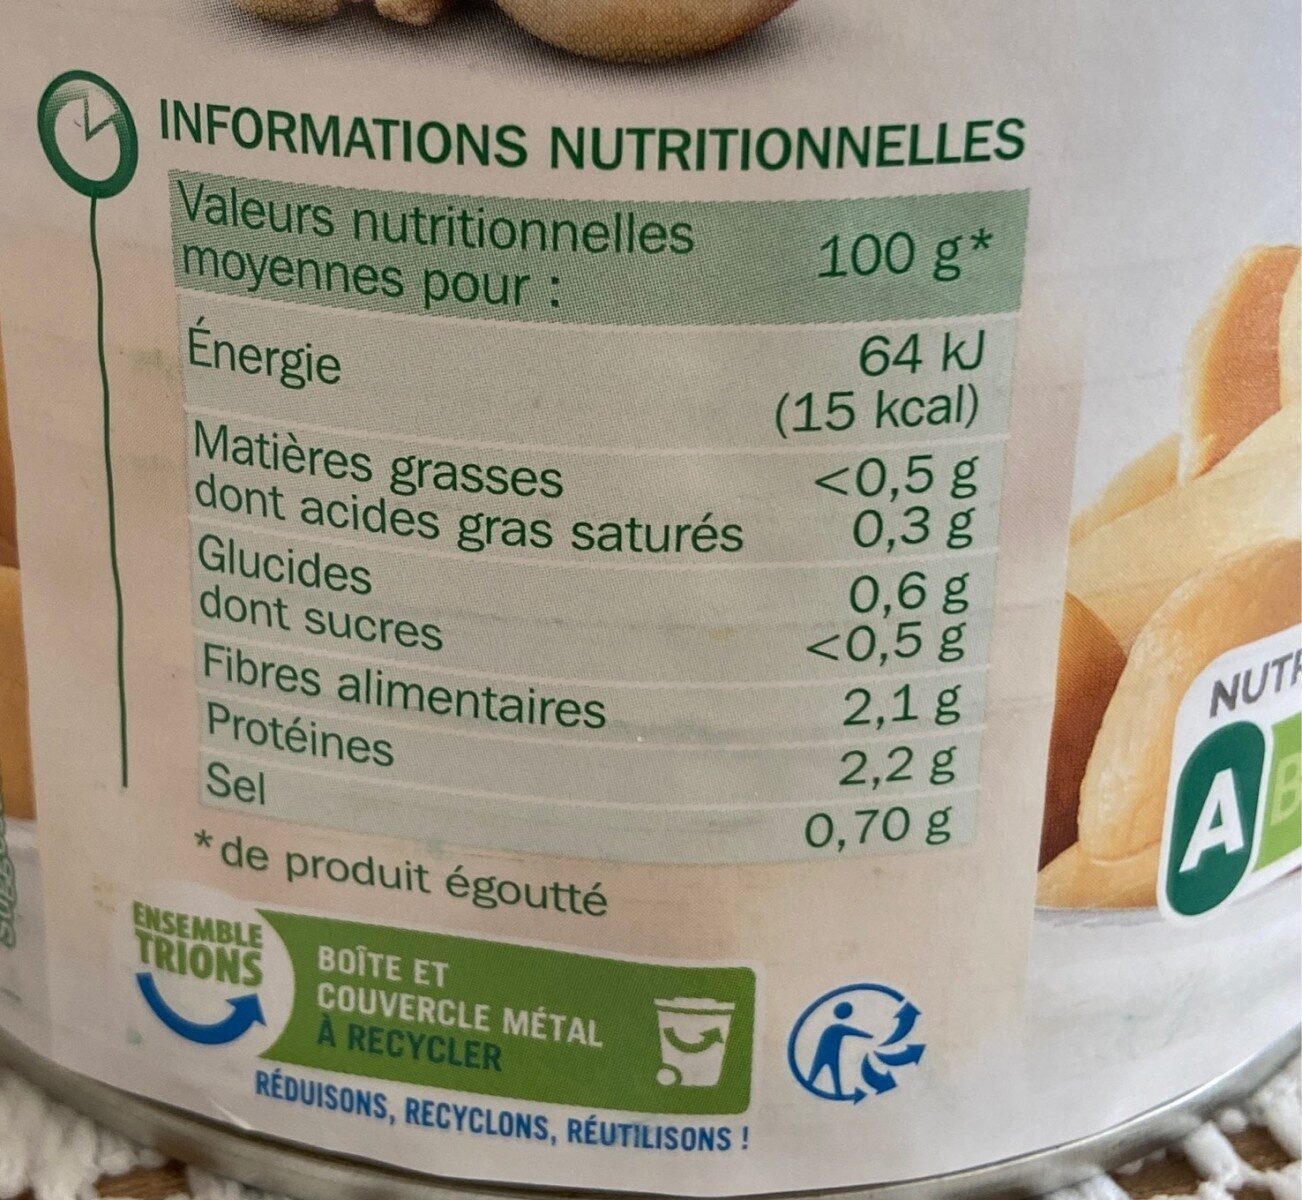 INFORMATIONS NUTRITIONNELLES
Valeurs nutritionnelles
moyennes pour :
100 g*
Énergie
64 kJ
(15 kcal)
Matières grasses <0,5 g
dont acides gras saturés 0,3 g
Glucides 0,6 g
dont sucres <0,5 g
Fibres alimentaires 2,1 g
Protéines 2,2 g
Sel 0,70 g
*de produit égoutté
ENSEMBLE
TRIONS
BOÎTE ET
COUVERCLE MÉTAL
À RECYCLER
RÉDUISONS, RECYCLONS, RÉUTILISONS !
A B